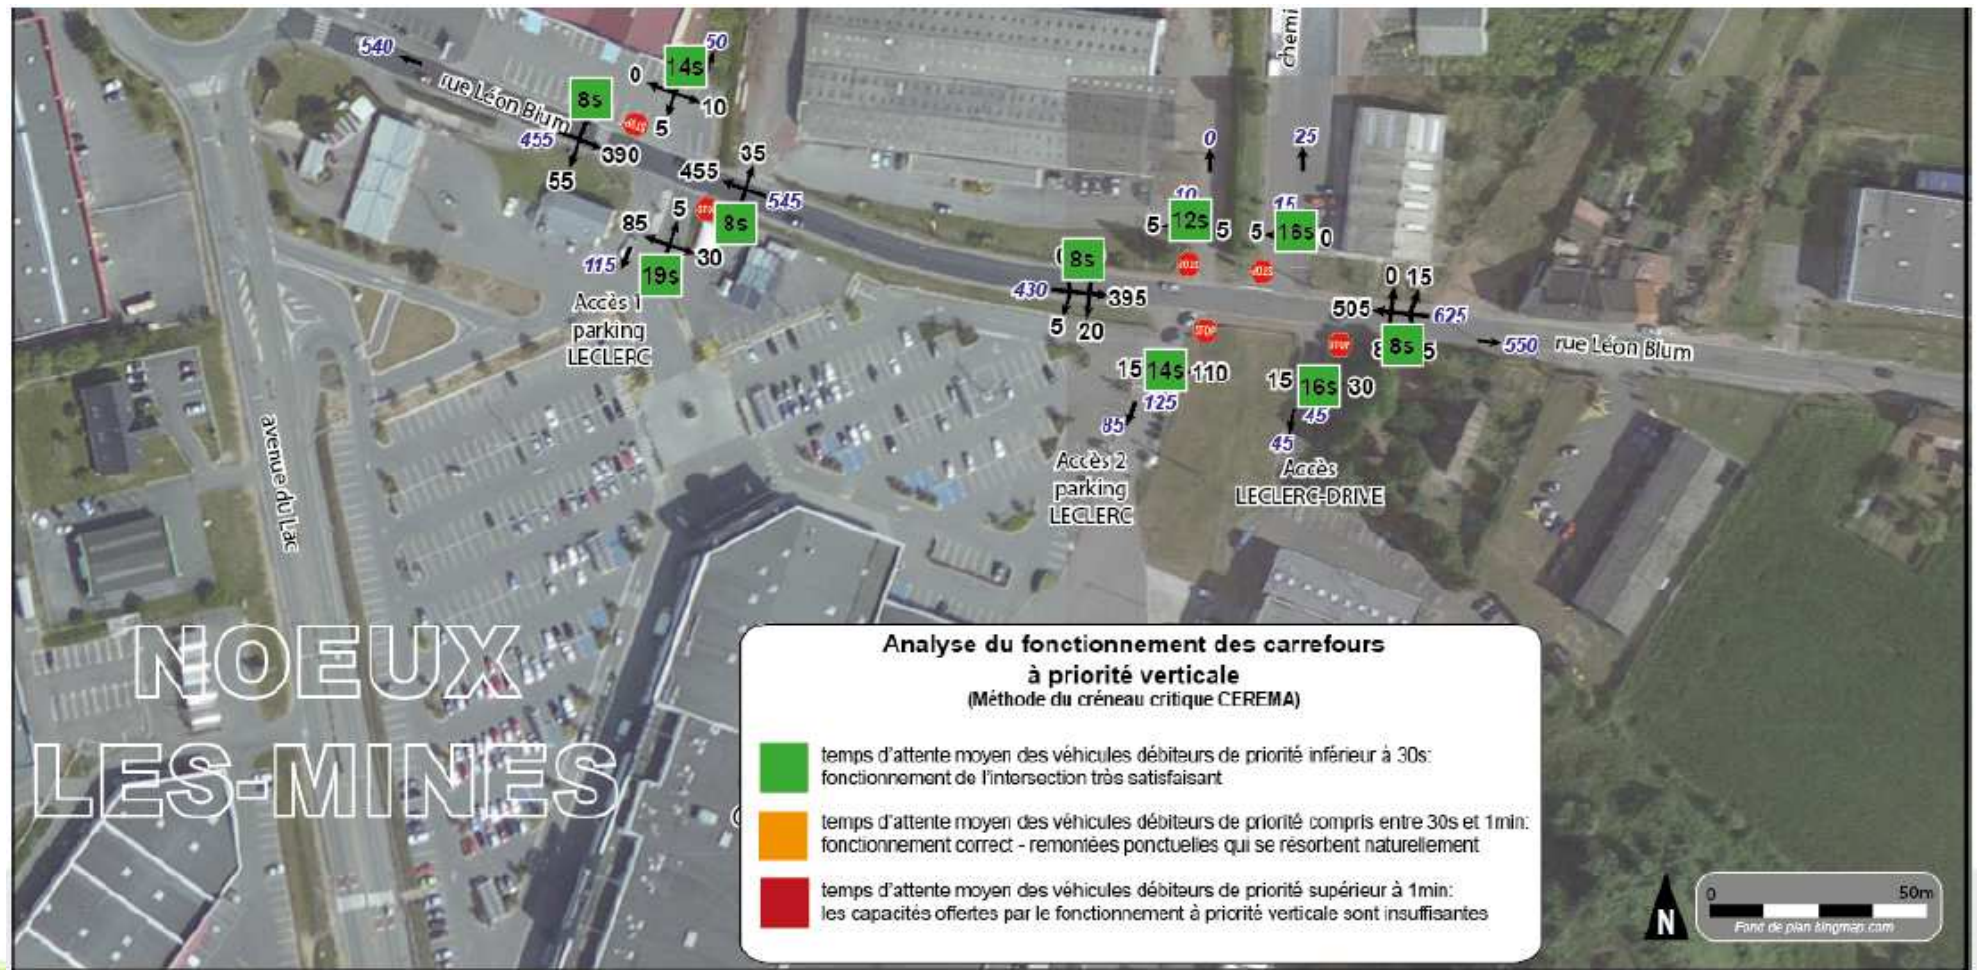 540
rue Léon Blum
8s
0
14s
50
10
5
STOP
455
390
55
455
35
545
5
STOP
8s
85
30
115
19s
Accès 1
parking
LECLERC
avenue du Lac
chemi
0
25
10
5
12s
5
15
5
16s
0
STOP
STOP
8s
430
395
5
20
STOP
15
14s
110
125
85
Accès 2
parking
LECLERC
0
15
505
625
STOP
8s
5
550
rue Léon Blum
15
16s
30
45
45
Accès
LECLERC-DRIVE
NOEUX
LES-MINES
Analyse du fonctionnement des carrefours
à priorité verticale
(Méthode du créneau critique CEREMA)
temps d'attente moyen des véhicules débiteurs de priorité inférieur à 30s:
fonctionnement de l'intersection très satisfaisant
temps d'attente moyen des véhicules débiteurs de priorité compris entre 30s et 1min:
fonctionnement correct - remontées ponctuelles qui se résorbent naturellement
temps d'attente moyen des véhicules débiteurs de priorité supérieur à 1min:
les capacités offertes par le fonctionnement à priorité verticale sont insuffisantes
N
0
50m
Fond de plan bingmap.com